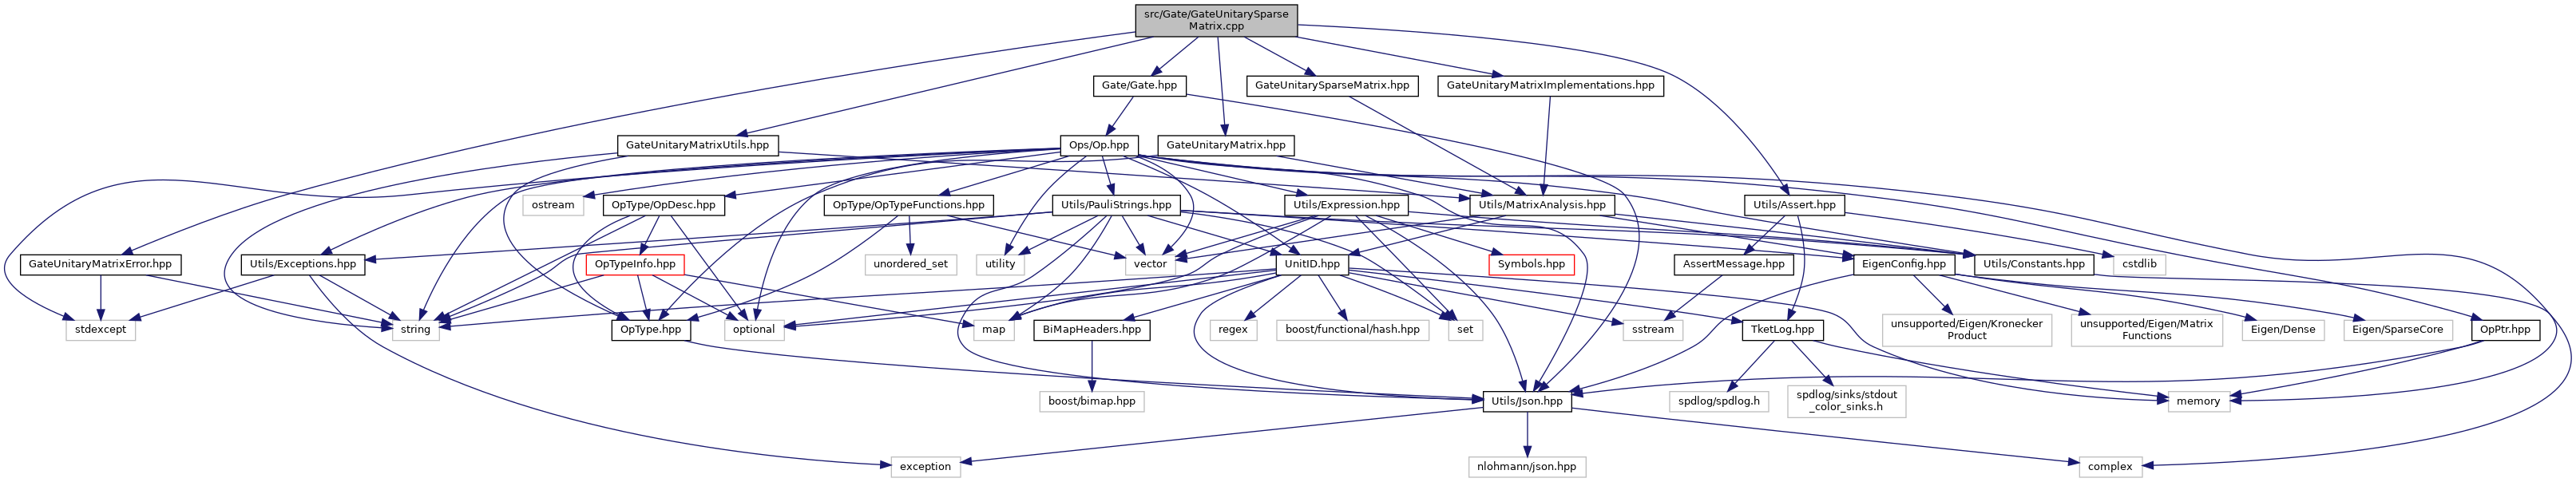 src/Gate/GateUnitarySparse
Matrix.cpp
Gate/Gate.hpp
GateUnitarySparseMatrix.hpp
GateUnitaryMatrixImplementations.hpp
GateUnitaryMatrixUtils.hpp
Ops/Op.hpp
GateUnitaryMatrix.hpp
ostream
OpType/OpDesc.hpp
OpType/OpTypeFunctions.hpp
Utils/PauliStrings.hpp
Utils/Expression.hpp
Utils/MatrixAnalysis.hpp
Utils/Assert.hpp
GateUnitaryMatrixError.hpp
Utils/Exceptions.hpp
OpTypeInfo.hpp
unordered_set
utility
vector
UnitID.hpp
Symbols.hpp
AssertMessage.hpp
EigenConfig.hpp
Utils/Constants.hpp
cstdlib
stdexcept
string
OpType.hpp
optional
map
BiMapHeaders.hpp
regex
boost/functional/hash.hpp
set
sstream
TketLog.hpp
unsupported/Eigen/Kronecker
Product
unsupported/Eigen/Matrix
Functions
Eigen/Dense
Eigen/SparseCore
OpPtr.hpp
boost/bimap.hpp
Utils/Json.hpp
spdlog/spdlog.h
spdlog/sinks/stdout
_color_sinks.h
memory
exception
nlohmann/json.hpp
complex